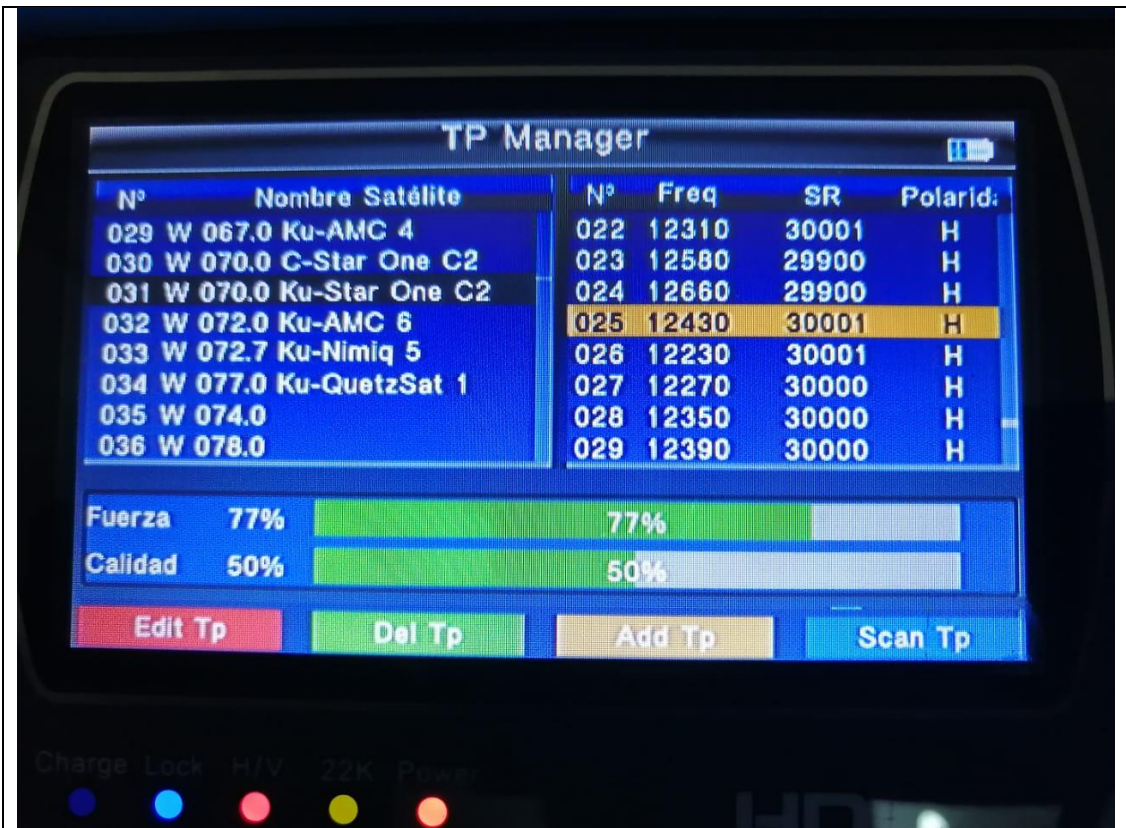 TP Manager
Nº Nombre Satélite
029 W 067.0 Ku-AMC 4
030 W 070.0 C-Star One C2
031 W 070.0 Ku-Star One C2
032 W 072.0 Ku-AMC 6
033 W 072.7 Ku-Nimiq 5
034 W 077.0 Ku-QuetzSat 1
035 W 074.0
036 W 078.0
Nº Freq SR Polarida
022 12310 30001 H
023 12580 29900 H
024 12660 29900 H
025 12430 30001 H
026 12230 30001 H
027 12270 30000 H
028 12350 30000 H
029 12390 30000 H
Fuerza 77% 77%
Calidad 50% 50%
Edit Tp Del Tp Add Tp Scan Tp
Charge Lock H/V 22K Power
HD